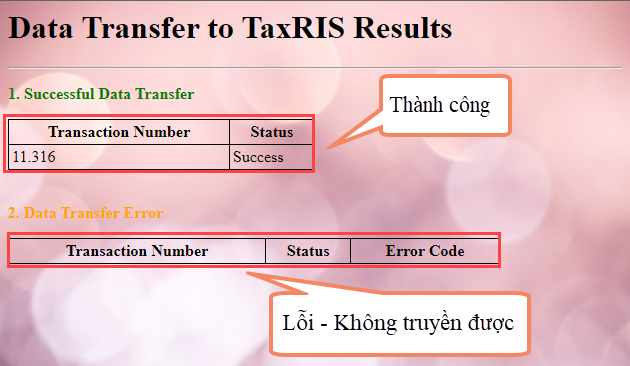 Data Transfer to TaxRIS Results
1. Successful Data Transfer
Thành công
Transaction Number Status
11.316 Success
2. Data Transfer Error
Transaction Number Status Error Code
Lỗi - Không truyền được